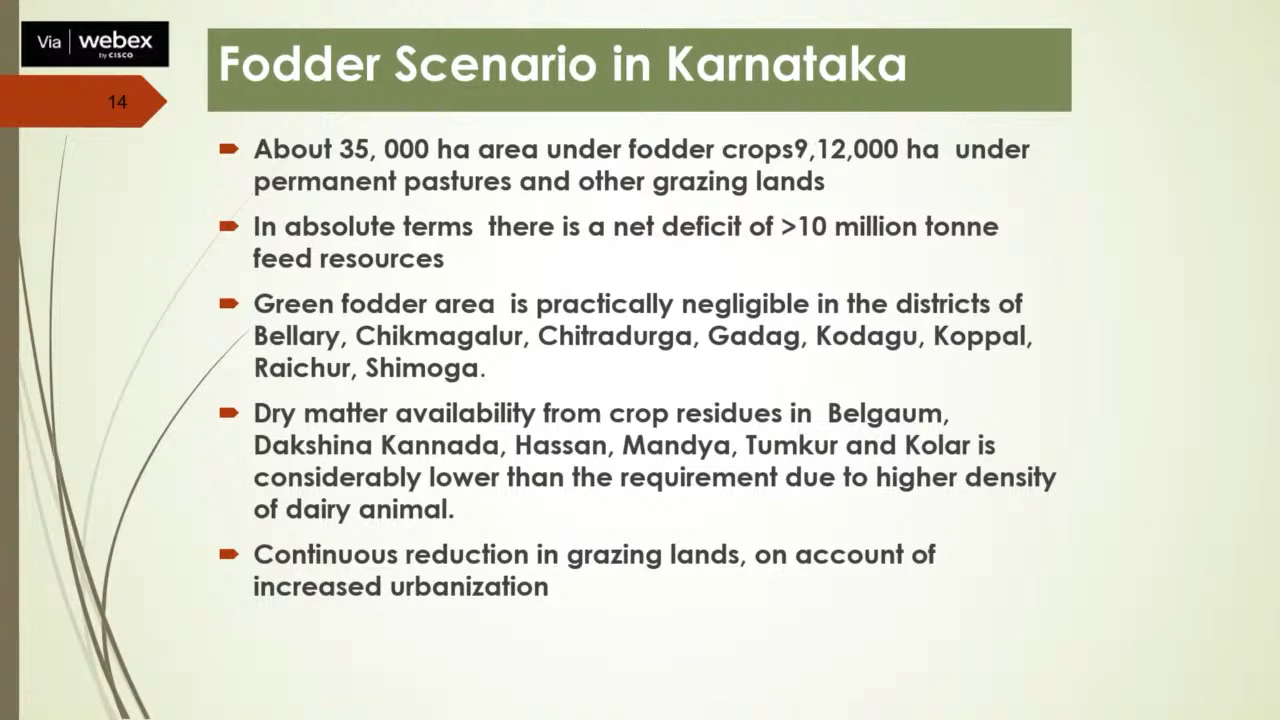 Via webex
by CISCO
14
Fodder Scenario in Karnataka
About 35, 000 ha area under fodder crops9,12,000 ha under
permanent pastures and other grazing lands
In absolute terms there is a net deficit of >10 million tonne
feed resources
Green fodder area is practically negligible in the districts of
Bellary, Chikmagalur, Chitradurga, Gadag, Kodagu, Koppal,
Raichur, Shimoga.
Dry matter availability from crop residues in Belgaum,
Dakshina Kannada, Hassan, Mandya, Tumkur and Kolar is
considerably lower than the requirement due to higher density
of dairy animal.
Continuous reduction in grazing lands, on account of
increased urbanization